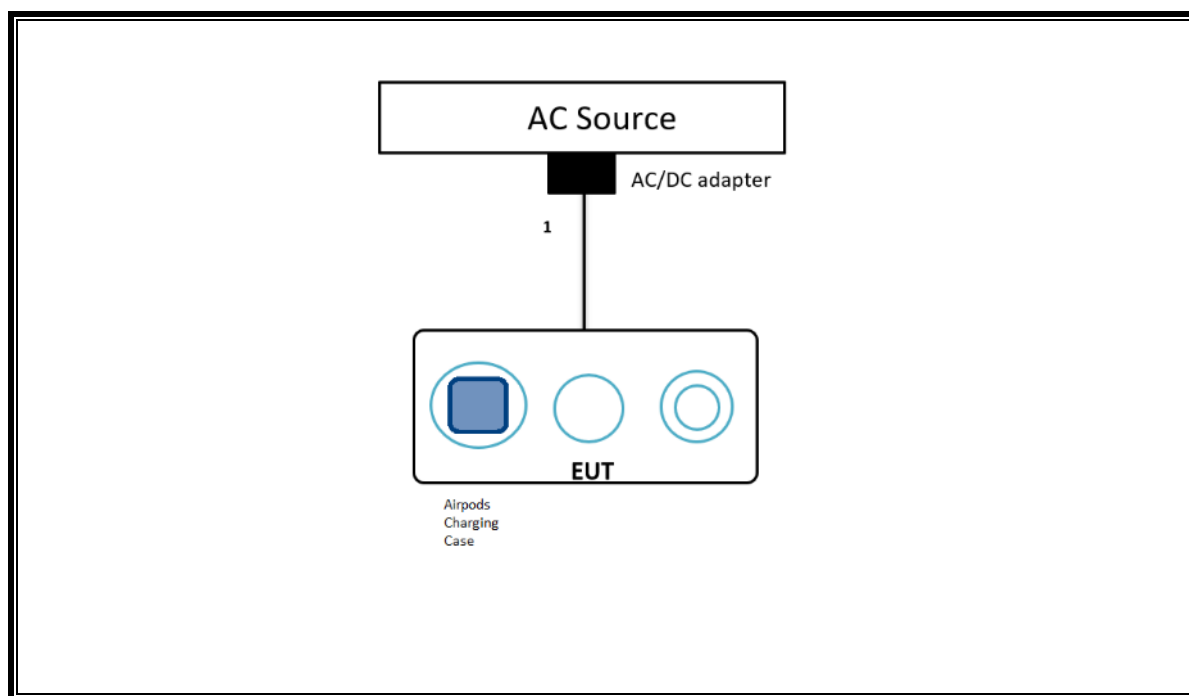 AC Source
AC/DC adapter
1
EUT
Airpods
Charging
Case